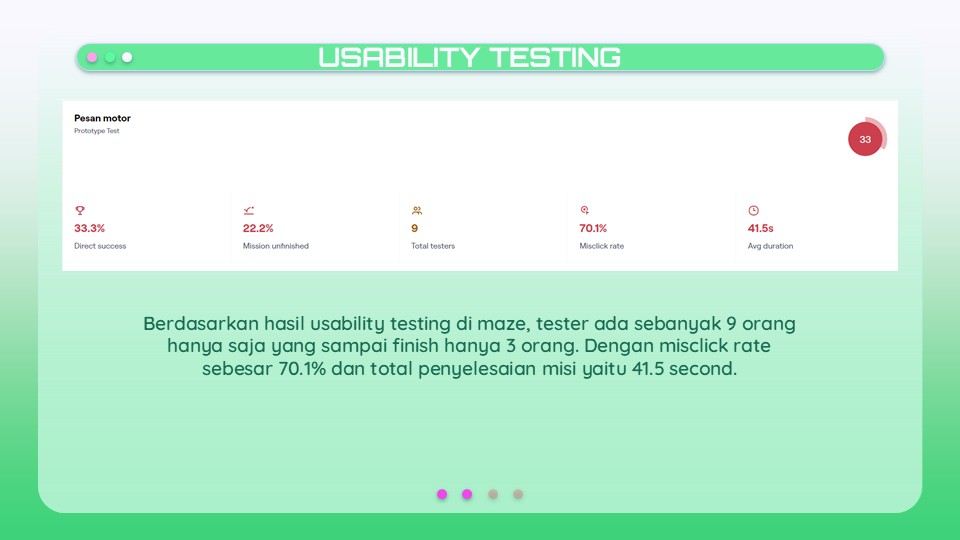 USABILITY TESTING
Pesan motor
Prototype Test
33
33.3%
Direct success
22.2%
Mission unfinished
9
Total testers
70.1%
Misclick rate
41.5s
Avg duration
Berdasarkan hasil usability testing di maze, tester ada sebanyak 9 orang
hanya saja yang sampai finish hanya 3 orang. Dengan misclick rate
sebesar 70.1% dan total penyelesaian misi yaitu 41.5 second.